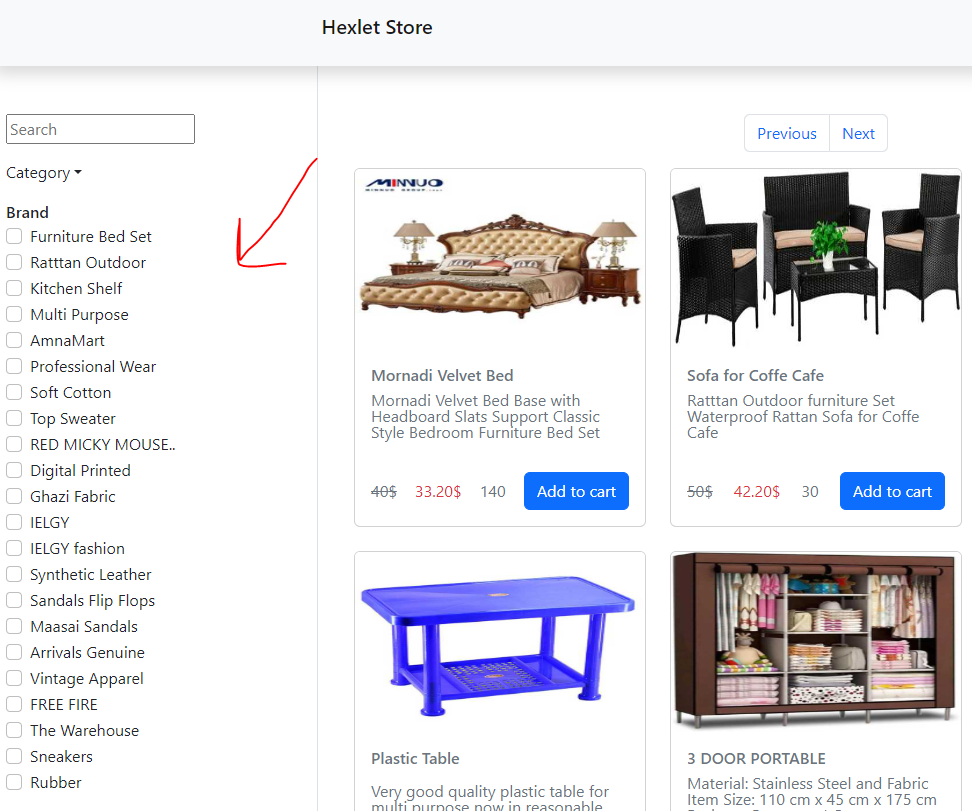 Hexlet Store
Search
Category
Brand
Furniture Bed Set
Ratttan Outdoor
Kitchen Shelf
Multi Purpose
AmnaMart
Professional Wear
Soft Cotton
Top Sweater
RED MICKY MOUSE..
Digital Printed
Ghazi Fabric
IELGY
IELGY fashion
Synthetic Leather
Sandals Flip Flops
Maasai Sandals
Arrivals Genuine
Vintage Apparel
FREE FIRE
The Warehouse
Sneakers
Rubber
Previous
Next
MINNUO
Mornadi Velvet Bed
Mornadi Velvet Bed Base with
Headboard Slats Support Classic
Style Bedroom Furniture Bed Set
40$ 33.20$ 140 Add to cart
Sofa for Coffe Cafe
Ratttan Outdoor furniture Set
Waterproof Rattan Sofa for Coffe
Cafe
50$ 42.20$ 30 Add to cart
Plastic Table
Very good quality plastic table for
multi purpose now in reasonable
3 DOOR PORTABLE
Material: Stainless Steel and Fabric
Item Size: 110 cm x 45 cm x 175 cm